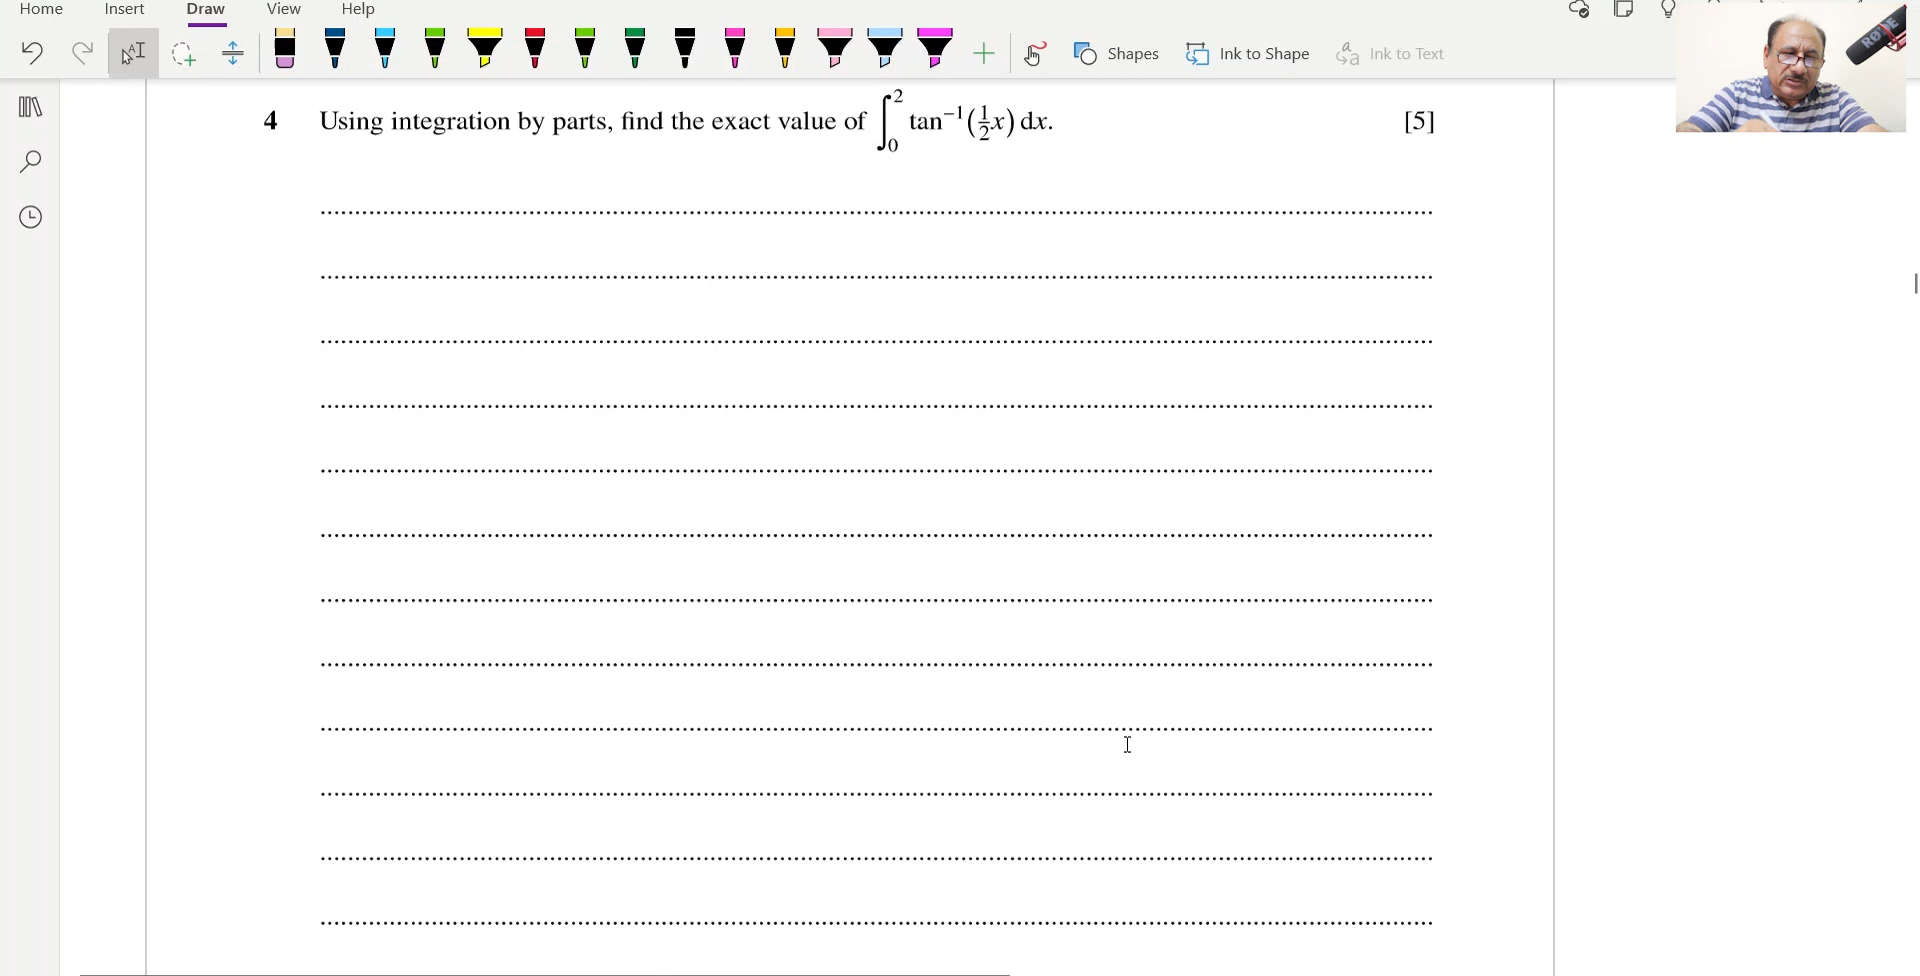 Home Insert Draw View Help
Shapes Ink to Shape Ink to Text
4 Using integration by parts, find the exact value of ∫₀² tan⁻¹(½x) dx. [5]
RØDE